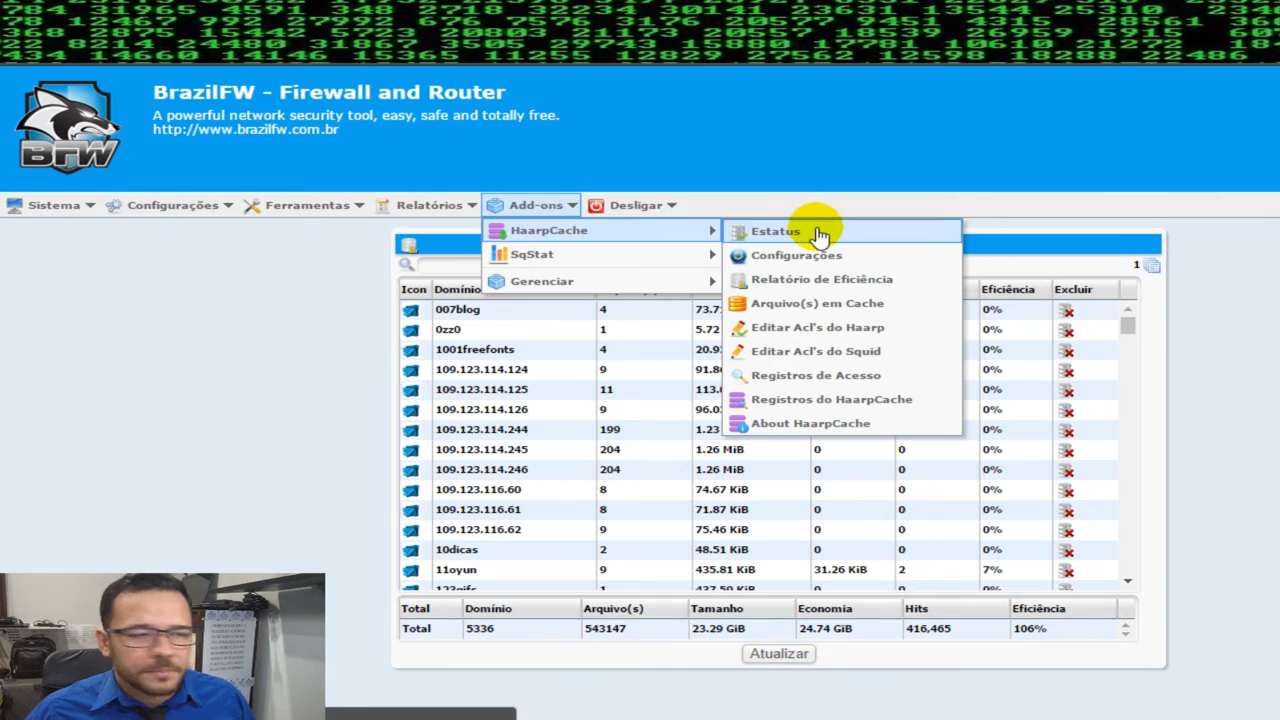 BrazilFW - Firewall and Router
A powerful network security tool, easy, safe and totally free.
http://www.brazilfw.com.br
BFW
Sistema Configurações Ferramentas Relatórios Add-ons Desligar
HaarpCache
SqStat
Gerenciar
Estatus
Configurações
Relatório de Eficiência
Arquivo(s) em Cache
Editar Acl's do Haarp
Editar Acl's do Squid
Registros de Acesso
Registros do HaarpCache
About HaarpCache
1
Icon Eficiência Excluir
007blog 4 0%
0zz0 1 5.72 0%
1001freefonts 4 0%
109.123.114.124 9 0%
109.123.114.125 11 0%
109.123.114.126 9 0%
109.123.114.244 199 1.23 0%
109.123.114.245 204 1.26 MiB 0 0 0%
109.123.114.246 204 1.26 MiB 0 0 0%
109.123.116.60 8 74.67 KiB 0 0 0%
109.123.116.61 8 71.87 KiB 0 0 0%
109.123.116.62 9 75.46 KiB 0 0 0%
10dicas 2 48.51 KiB 0 0 0%
11oyun 9 435.81 KiB 31.26 KiB 2 7%
Total Domínio Arquivo(s) Tamanho Economia Hits Eficiência
Total 5336 543147 23.29 GiB 24.74 GiB 416.465 106%
Atualizar